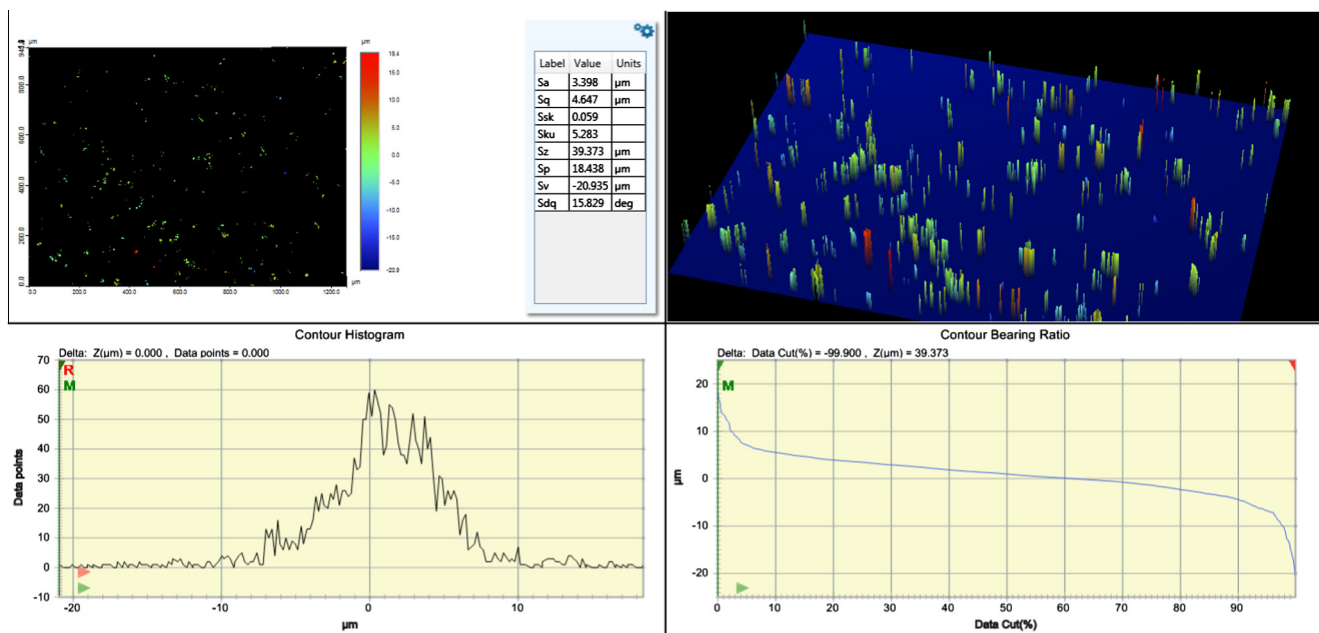 µm
944.8
800.0
600.0
400.0
200.0
0.0
0.0 200.0 400.0 600.0 800.0 1000.0 1200.0
µm
µm
18.4
15.0
10.0
5.0
0.0
-5.0
-10.0
-15.0
-20.9
µm
Label Value Units
Sa 3.398 µm
Sq 4.647 µm
Ssk 0.059
Sku 5.283
Sz 39.373 µm
Sp 18.438 µm
Sv -20.935 µm
Sdq 15.829 deg
Contour Histogram
Delta: Z(µm) = 0.000 , Data points = 0.000
R
M
Data points
70
60
50
40
30
20
10
0
-10
-20 -10 0 10
µm
Contour Bearing Ratio
Delta: Data Cut(%) = -99.900 , Z(µm) = 39.373
M
µm
20
10
0
-10
-20
0 10 20 30 40 50 60 70 80 90
Data Cut(%)